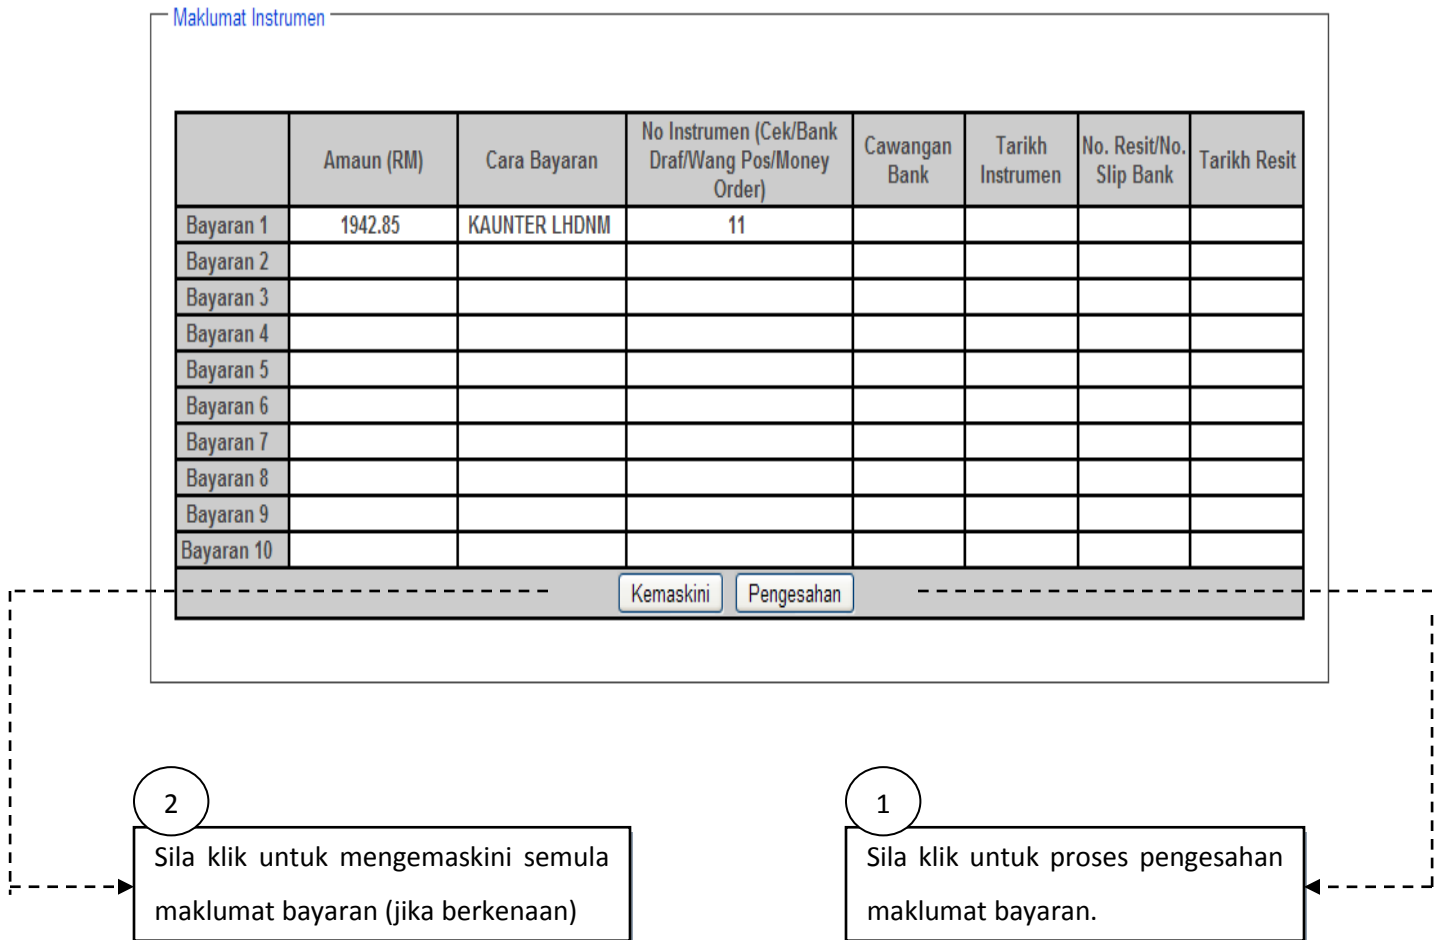 Maklumat Instrumen
Amaun (RM)
Cara Bayaran
No Instrumen (Cek/Bank
Draf/Wang Pos/Money
Order)
Cawangan
Bank
Tarikh
Instrumen
No. Resit/No.
Slip Bank
Tarikh Resit
Bayaran 1 1942.85 KAUNTER LHDNM 11
Bayaran 2
Bayaran 3
Bayaran 4
Bayaran 5
Bayaran 6
Bayaran 7
Bayaran 8
Bayaran 9
Bayaran 10
Kemaskini Pengesahan
2
Sila klik untuk mengemaskini semula
maklumat bayaran (jika berkenaan)
1
Sila klik untuk proses pengesahan
maklumat bayaran.